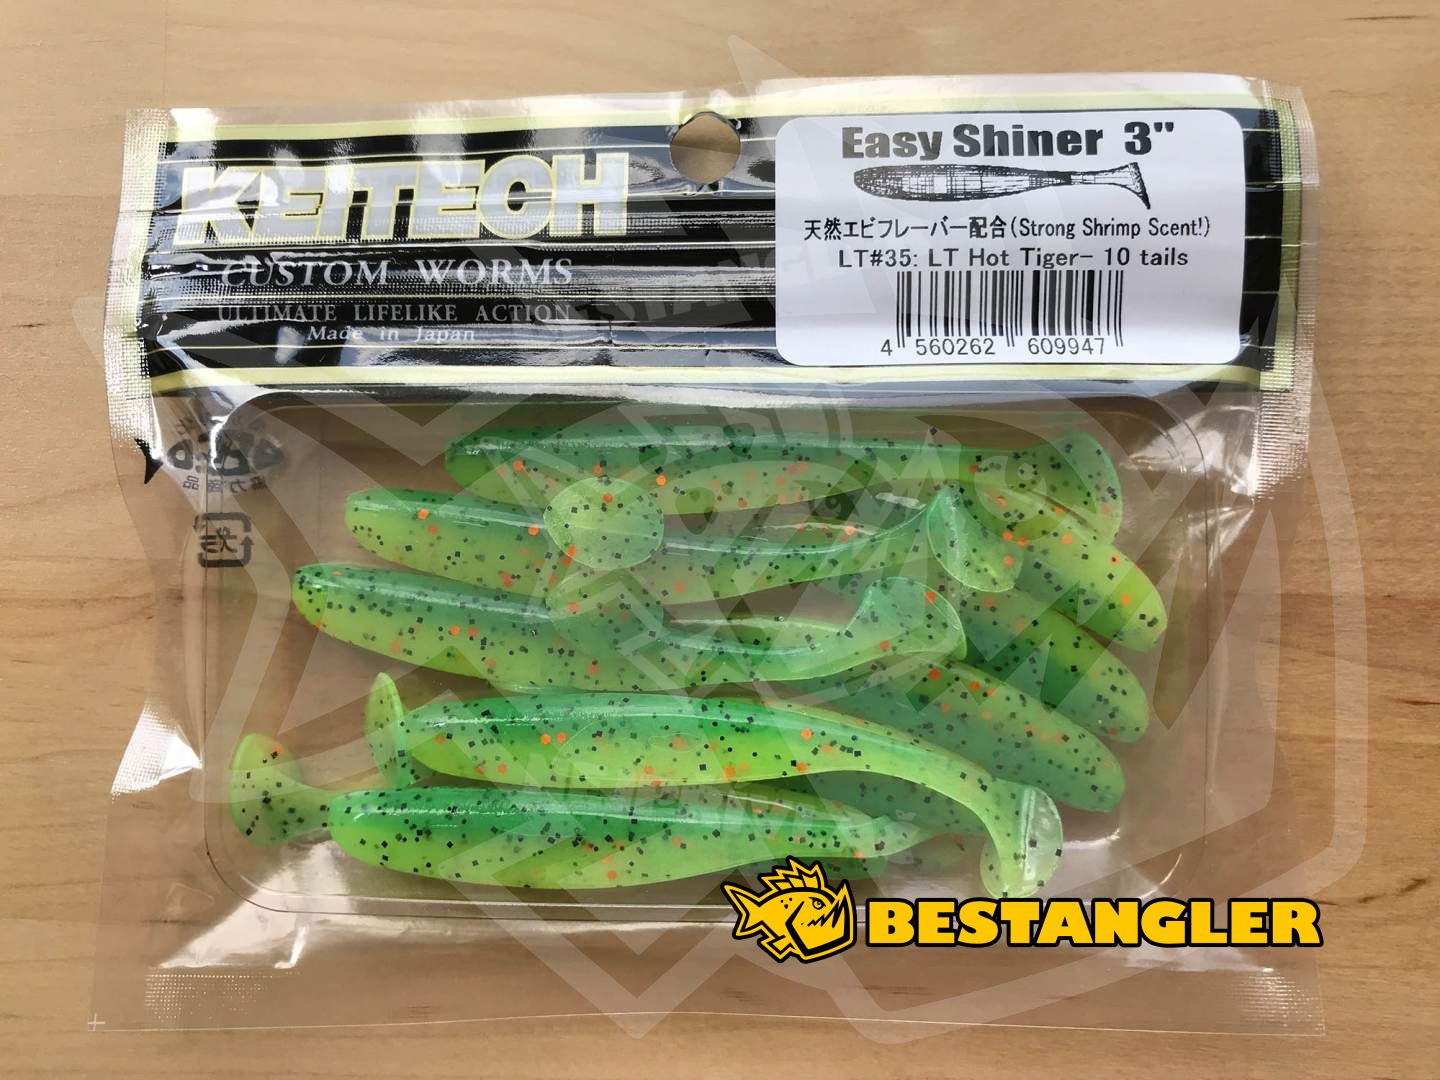 KEITECH
CUSTOM WORMS
ULTIMATE LIFELIKE ACTION
Made in Japan
Easy Shiner 3"
天然エビフレーバー配合(Strong Shrimp Scent!)
LT#35: LT Hot Tiger- 10 tails
4 560262 609947
BESTANGLER